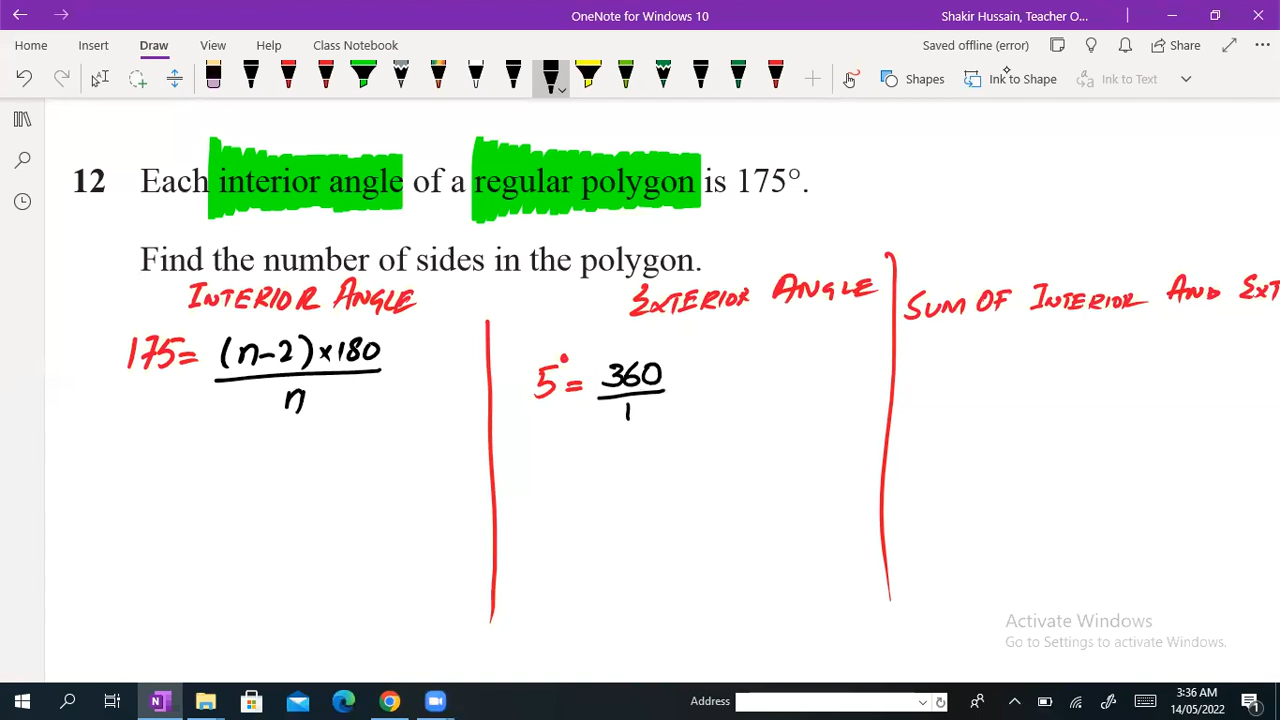 OneNote for Windows 10
Shakir Hussain, Teacher O...
Home Insert Draw View Help Class Notebook
Saved offline (error) Share
Shapes Ink to Shape Ink to Text
12 Each interior angle of a regular polygon is 175°.
Find the number of sides in the polygon.
INTERIOR ANGLE
175= (n-2)×180
n
EXTERIOR ANGLE
5°= 360
SUM OF INTERIOR AND EXT
Activate Windows
Go to Settings to activate Windows.
Address
3:36 AM
14/05/2022
1